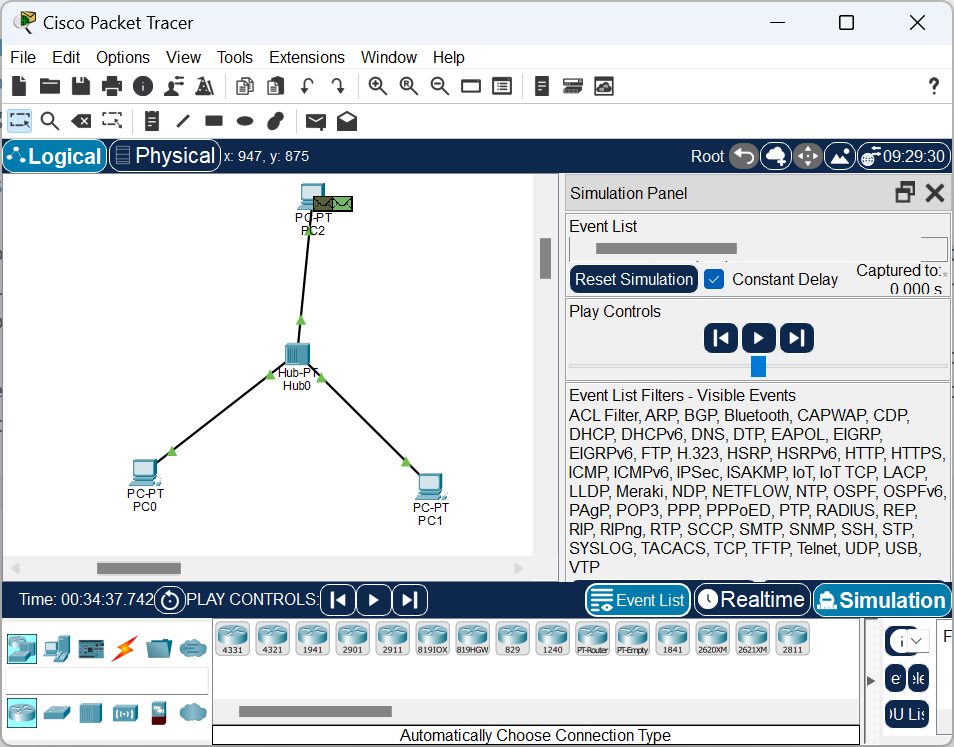 Cisco Packet Tracer
File Edit Options View Tools Extensions Window Help
?
Logical Physical x: 947, y: 875 Root 09:29:30
PC-PT
PC2
Hub-PT
Hub0
PC-PT
PC0
PC-PT
PC1
Simulation Panel
Event List
Reset Simulation Constant Delay Captured to:
0.000 s
Play Controls
Event List Filters - Visible Events
ACL Filter, ARP, BGP, Bluetooth, CAPWAP, CDP,
DHCP, DHCPv6, DNS, DTP, EAPOL, EIGRP,
EIGRPv6, FTP, H.323, HSRP, HSRPv6, HTTP, HTTPS,
ICMP, ICMPv6, IPSec, ISAKMP, IoT, IoT TCP, LACP,
LLDP, Meraki, NDP, NETFLOW, NTP, OSPF, OSPFv6,
PAgP, POP3, PPP, PPPoED, PTP, RADIUS, REP,
RIP, RIPng, RTP, SCCP, SMTP, SNMP, SSH, STP,
SYSLOG, TACACS, TCP, TFTP, Telnet, UDP, USB,
VTP
Time: 00:34:37.742 PLAY CONTROLS: Event List Realtime Simulation
4331 4321 1941 2901 2911 819IOX 819HGW 829 1240 PT-Router PT-Empty 1841 2620XM 2621XM 2811
Automatically Choose Connection Type